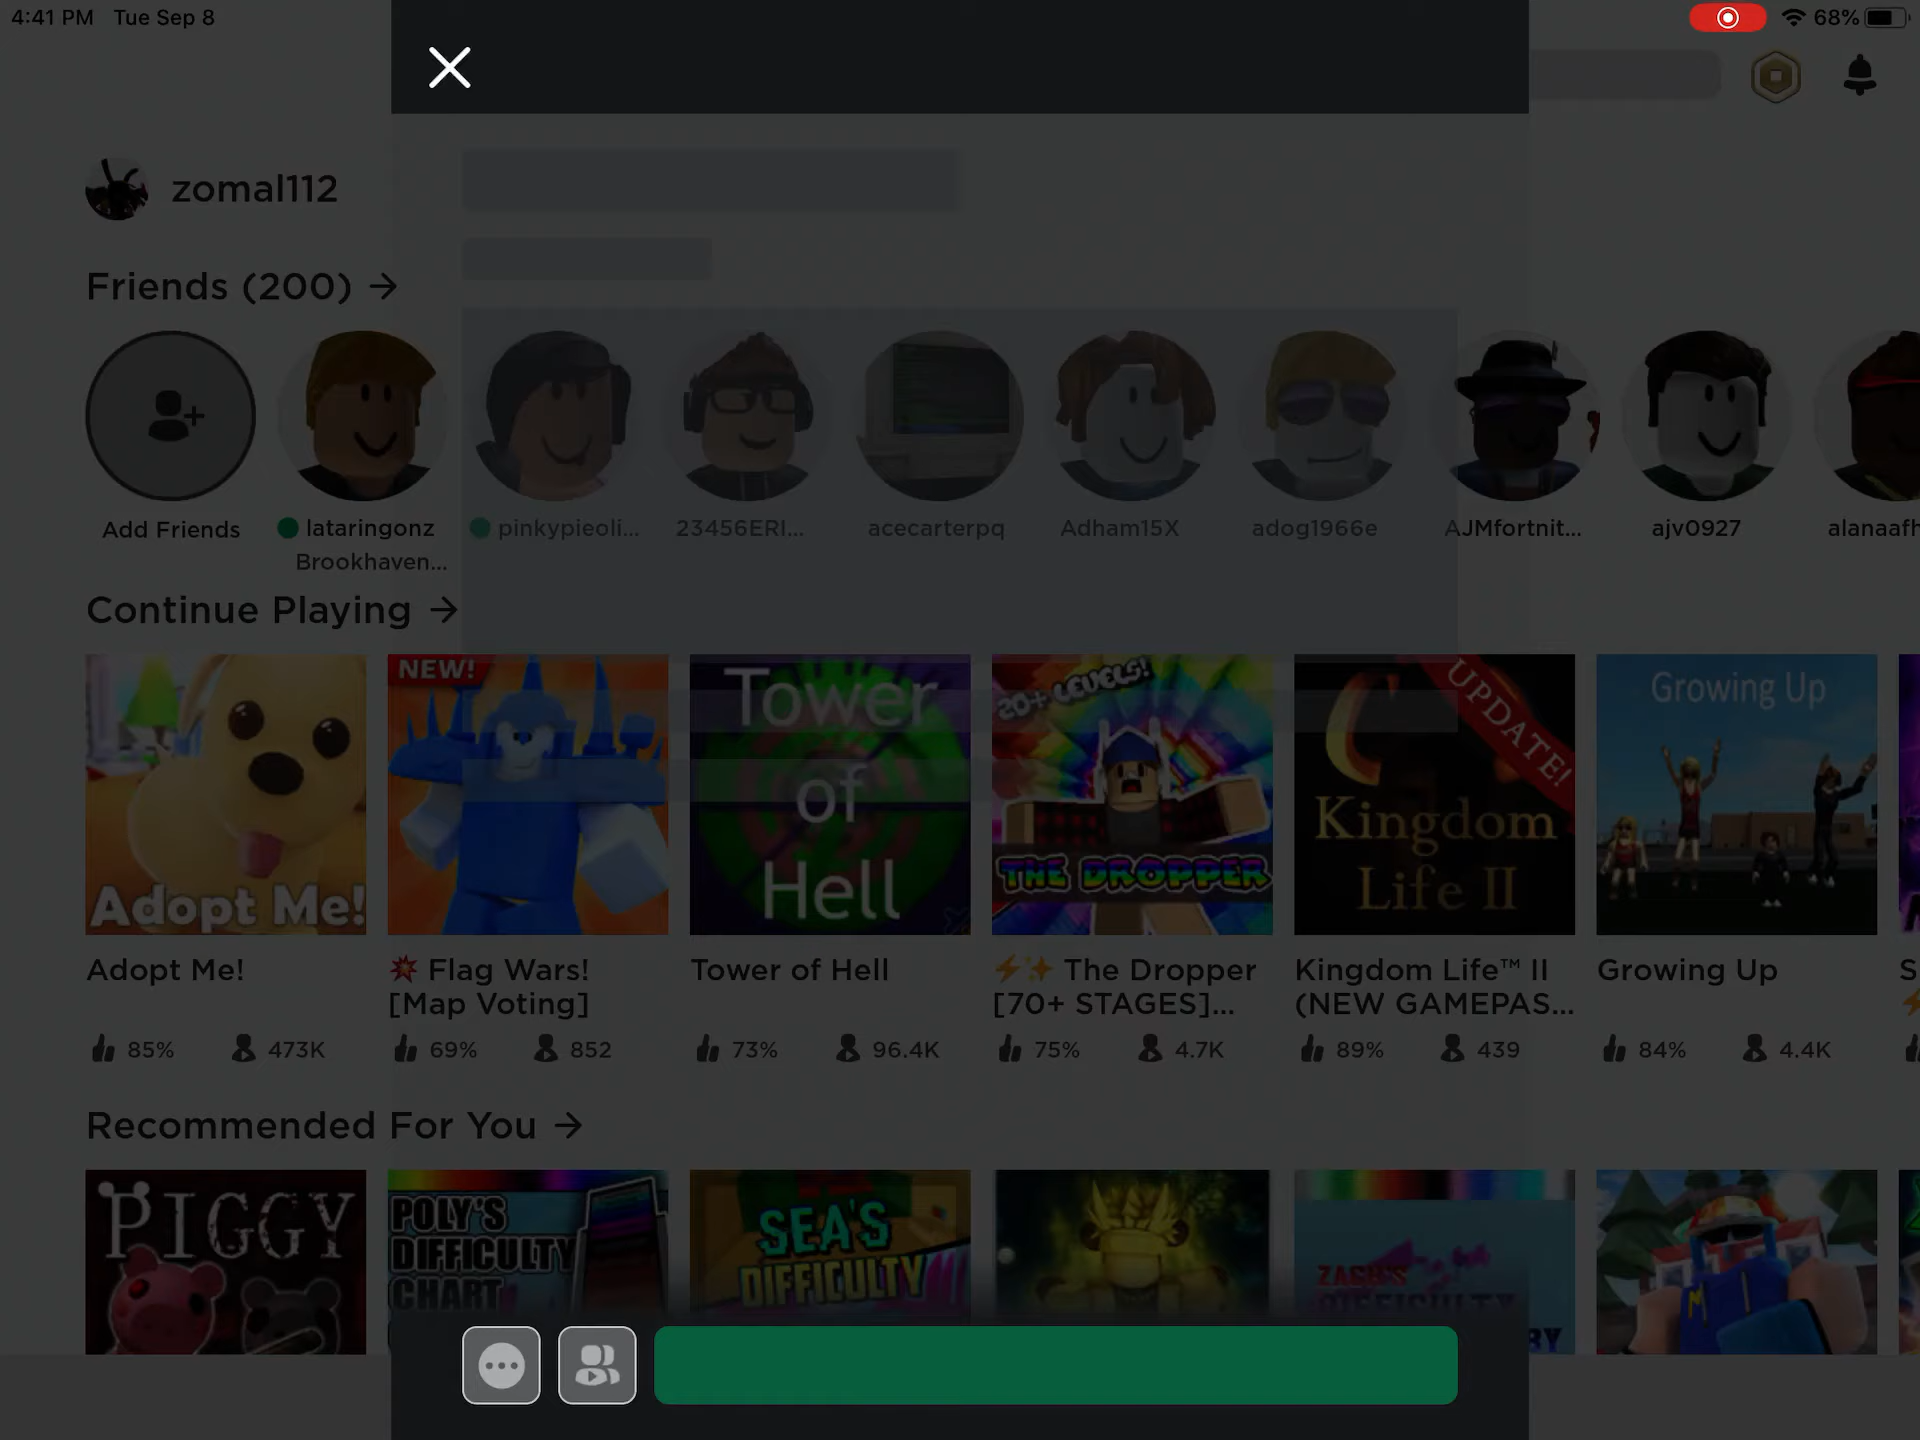 4:41 PM Tue Sep 8
68%
zomal112
Friends (200) →
Add Friends
lataringonz
Brookhaven...
pinkypieoli...
23456ERI...
acecarterpq
Adham15X
adog1966e
AJMfortnit...
ajv0927
alanaafh
Continue Playing →
Adopt Me!
NEW!
Tower
of
Hell
20+ LEVELS!
THE DROPPER
UPDATE!
Kingdom
Life II
Growing Up
Adopt Me!
💥 Flag Wars!
[Map Voting]
Tower of Hell
⚡✨ The Dropper
[70+ STAGES]...
Kingdom Life™ II
(NEW GAMEPAS...
Growing Up
S
85% 473K
69% 852
73% 96.4K
75% 4.7K
89% 439
84% 4.4K
Recommended For You →
PIGGY
POLY'S
DIFFICULTY
CHART
SEA'S
DIFFICULTY
ZACH'S
DIFFICULTY